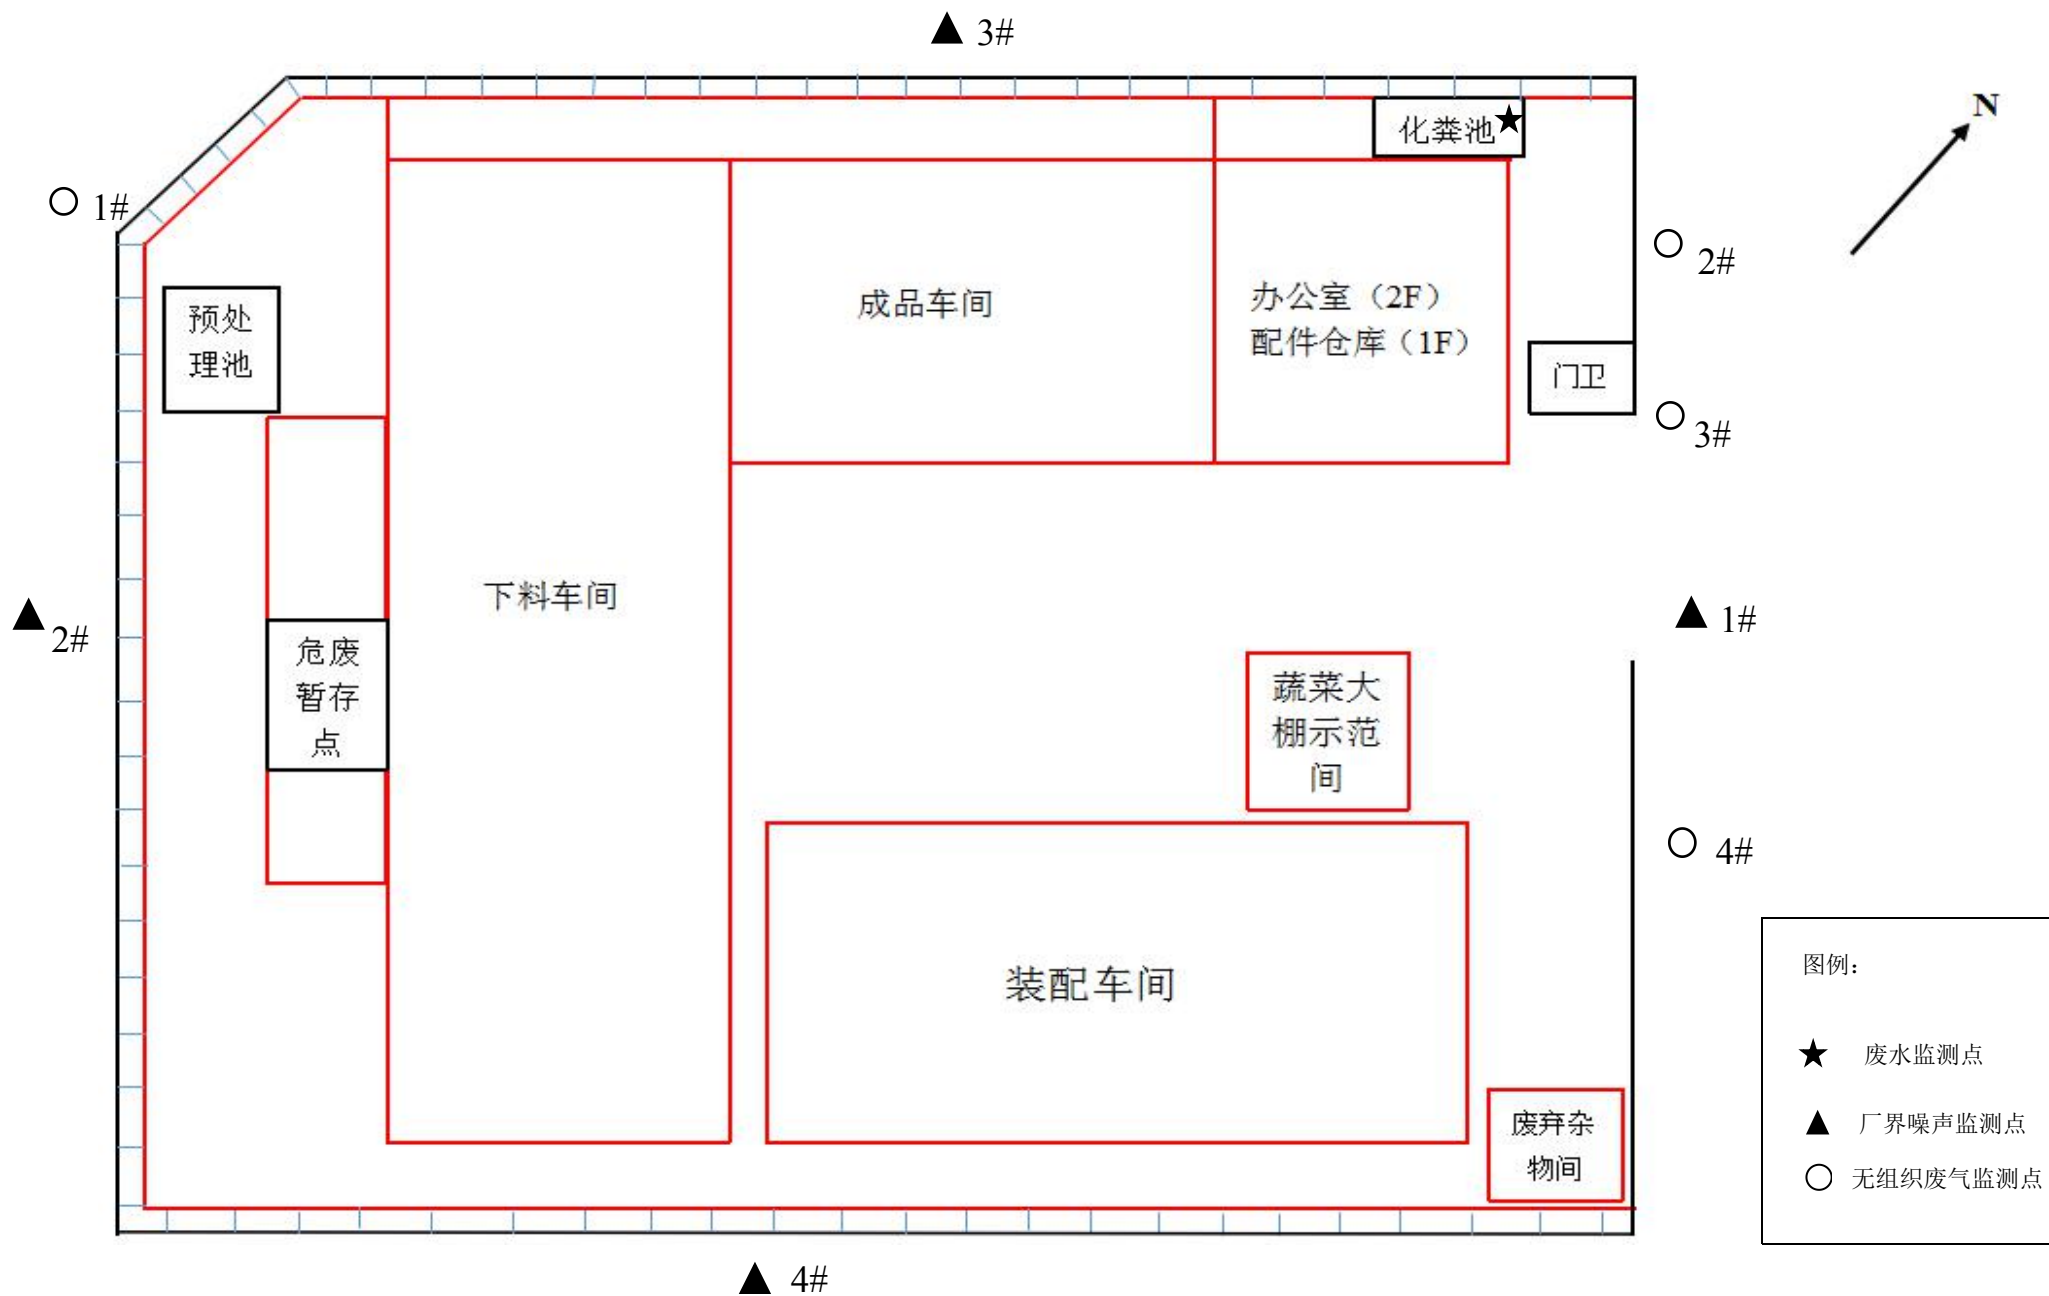 3#
N
化粪池
1#
2#
预处
理池
成品车间
办公室（2F）
配件仓库（1F）
门卫
3#
下料车间
2#
1#
危废
暂存
点
蔬菜大
棚示范
间
4#
装配车间
图例：
废水监测点
废弃杂
物间
厂界噪声监测点
无组织废气监测点
4#